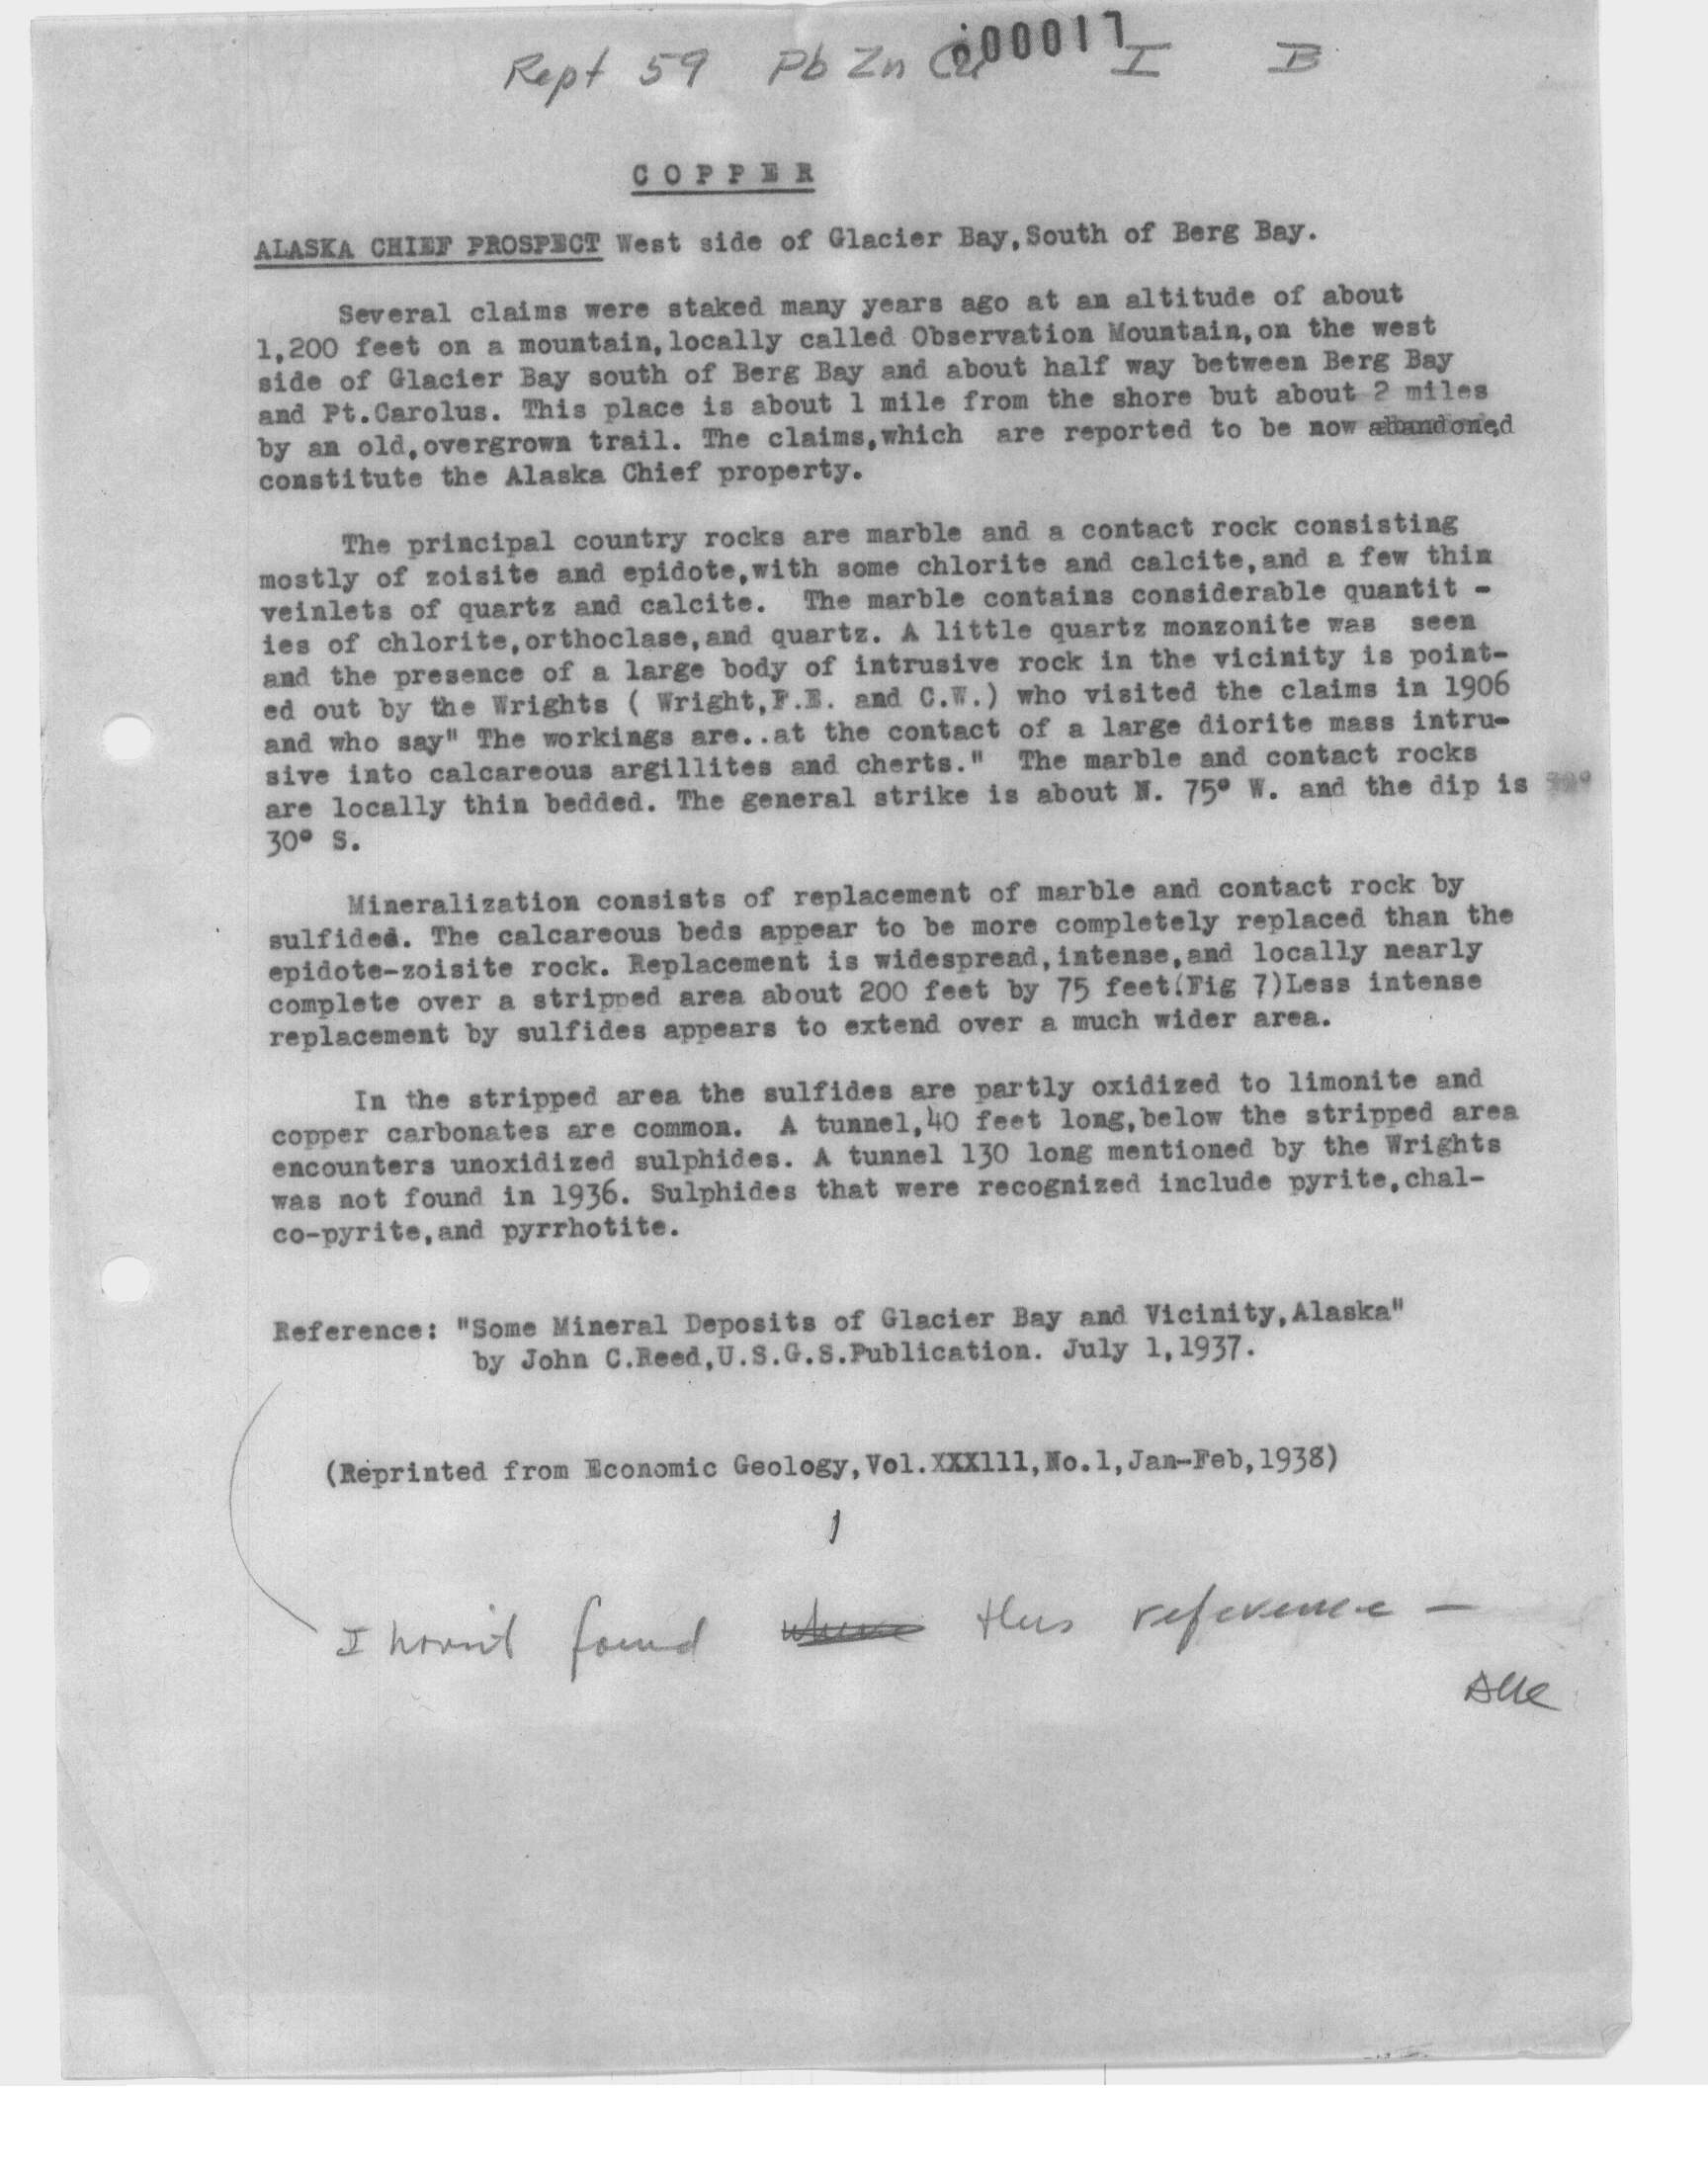 Rept 59 Pb Zn Cu 000017 I B
COPPER
ALASKA CHIEF PROSPECT West side of Glacier Bay,South of Berg Bay.
Several claims were staked many years ago at an altitude of about
1,200 feet on a mountain,locally called Observation Mountain,on the west
side of Glacier Bay south of Berg Bay and about half way between Berg Bay
and Pt.Carolus. This place is about 1 mile from the shore but about 2 miles
by an old,overgrown trail. The claims,which are reported to be now abandoned
constitute the Alaska Chief property.
The principal country rocks are marble and a contact rock consisting
mostly of zoisite and epidote,with some chlorite and calcite,and a few thin
veinlets of quartz and calcite. The marble contains considerable quantit -
ies of chlorite,orthoclase,and quartz. A little quartz monzonite was seen
and the presence of a large body of intrusive rock in the vicinity is point-
ed out by the Wrights ( Wright,F.E. and C.W.) who visited the claims in 1906
and who say" The workings are..at the contact of a large diorite mass intru-
sive into calcareous argillites and cherts." The marble and contact rocks
are locally thin bedded. The general strike is about N. 75° W. and the dip is
30° S.
Mineralization consists of replacement of marble and contact rock by
sulfided. The calcareous beds appear to be more completely replaced than the
epidote-zoisite rock. Replacement is widespread,intense,and locally nearly
complete over a stripped area about 200 feet by 75 feet.(Fig 7)Less intense
replacement by sulfides appears to extend over a much wider area.
In the stripped area the sulfides are partly oxidized to limonite and
copper carbonates are common. A tunnel,40 feet long,below the stripped area
encounters unoxidized sulphides. A tunnel 130 long mentioned by the Wrights
was not found in 1936. Sulphides that were recognized include pyrite,chal-
co-pyrite,and pyrrhotite.
Reference: "Some Mineral Deposits of Glacier Bay and Vicinity,Alaska"
by John C.Reed,U.S.G.S.Publication. July 1,1937.
(Reprinted from Economic Geology,Vol.XXX111,No.1,Jan-Feb,1938)
I havn't found this reference -